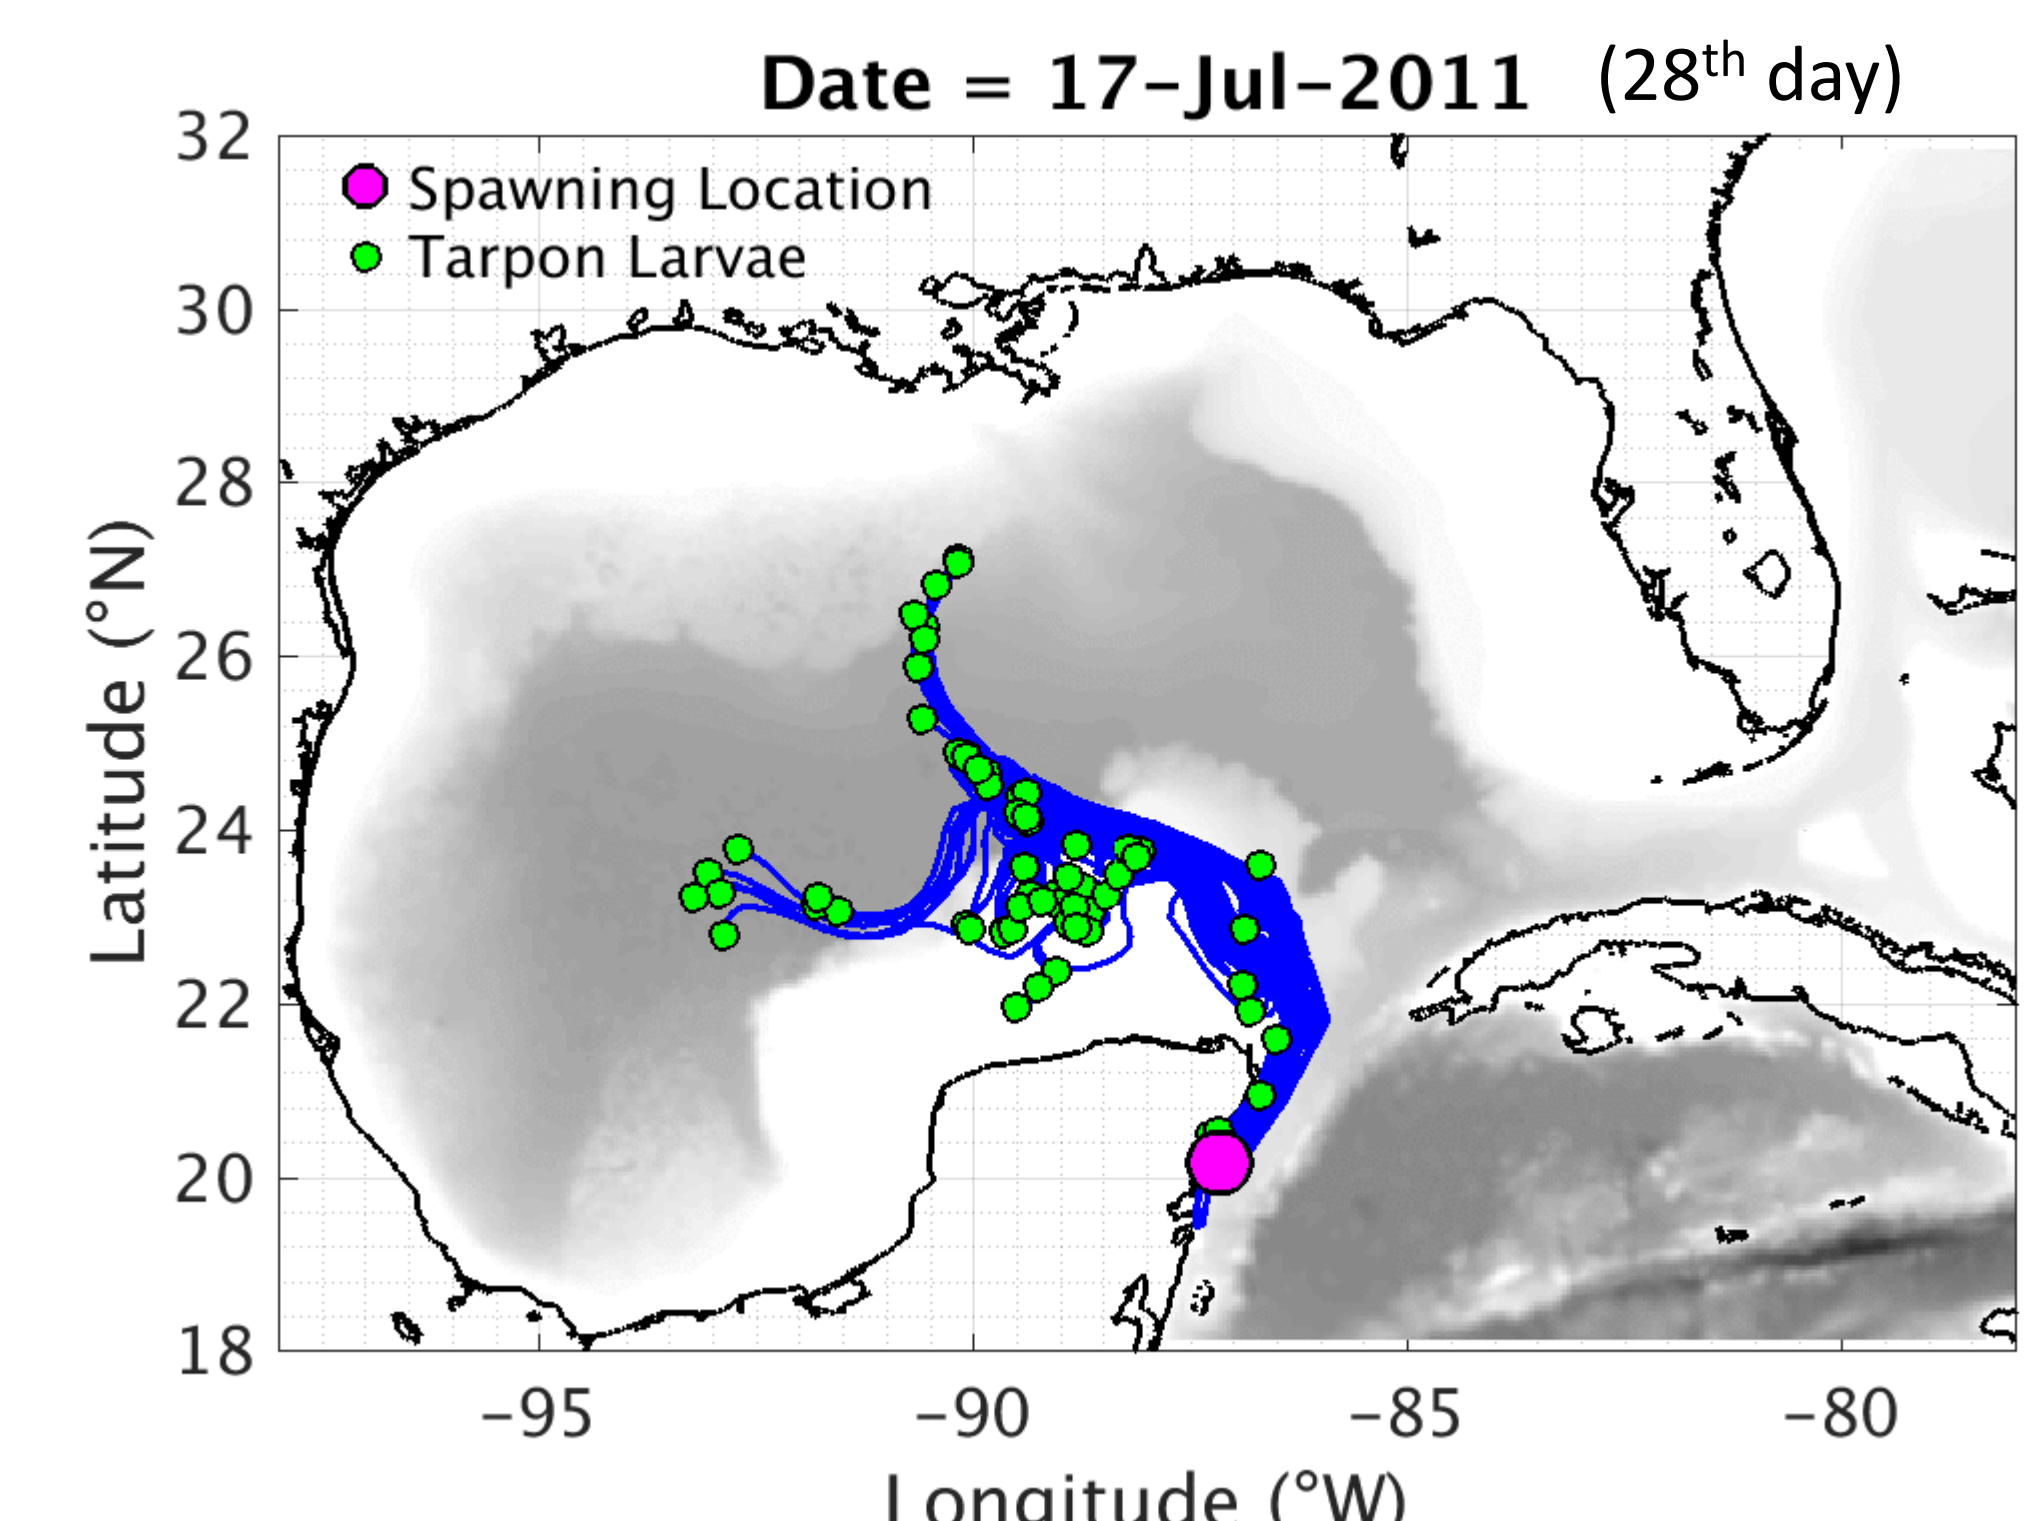 Date = 17-Jul-2011 (28th day)
Spawning Location
Tarpon Larvae
32
30
28
26
24
22
20
18
Latitude (°N)
-95 -90 -85 -80
Longitude (°W)